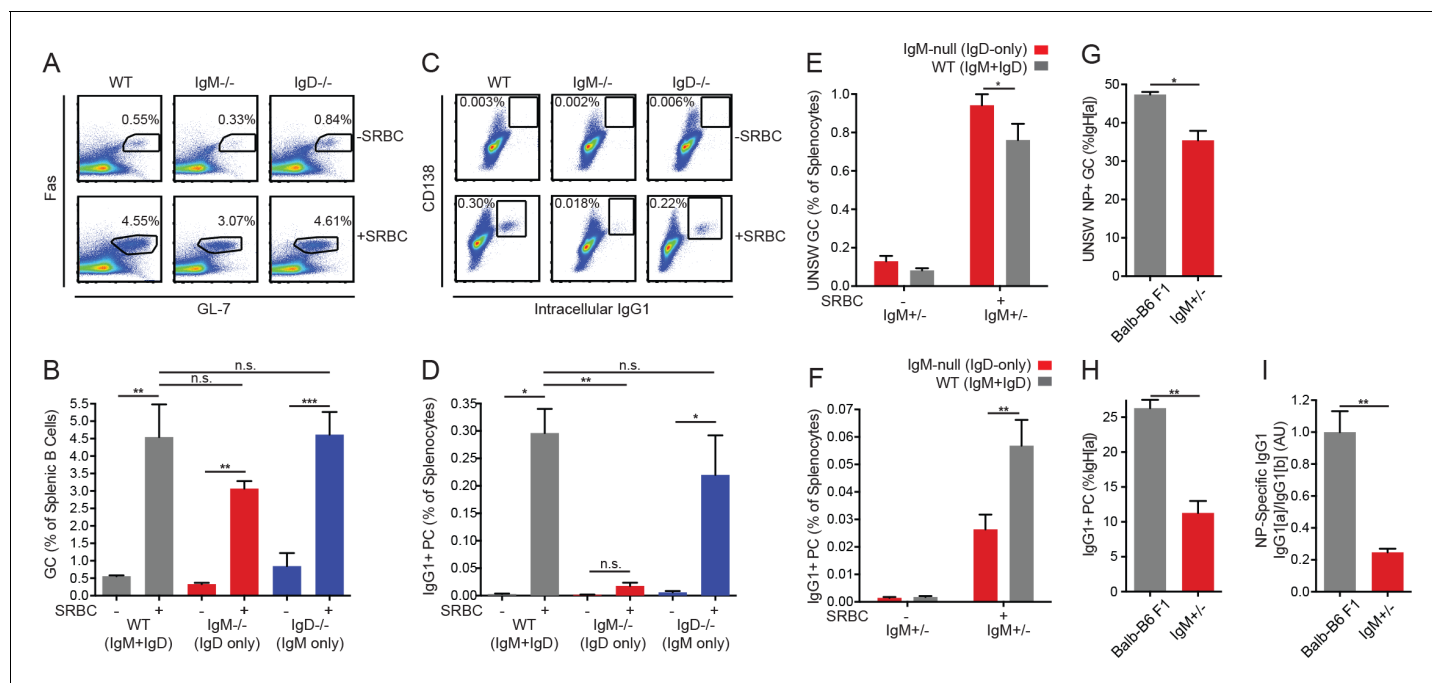 A
WT
IgM-/-
IgD-/-
0.55%
0.33%
0.84%
-SRBC
4.55%
3.07%
4.61%
+SRBC
Fas
GL-7
B
GC (% of Splenic B Cells)
5.5
5.0
4.5
4.0
3.5
3.0
2.5
2.0
1.5
1.0
0.5
0.0
n.s.
n.s.
**
**
***
SRBC
-
+
-
+
-
+
WT
(IgM+IgD)
IgM-/-
(IgD only)
IgD-/-
(IgM only)
C
WT
IgM-/-
IgD-/-
0.003%
0.002%
0.006%
-SRBC
0.30%
0.018%
0.22%
+SRBC
CD138
Intracellular IgG1
D
IgG1+ PC (% of Splenocytes)
0.35
0.30
0.25
0.20
0.15
0.10
0.05
0.00
n.s.
**
*
n.s.
*
SRBC
-
+
-
+
-
+
WT
(IgM+IgD)
IgM-/-
(IgD only)
IgD-/-
(IgM only)
E
IgM-null (IgD-only)
WT (IgM+IgD)
UNSW GC (% of Splenocytes)
1.0
0.8
0.6
0.4
0.2
0.0
*
SRBC
-
+
IgM+/-
IgM+/-
F
IgM-null (IgD-only)
WT (IgM+IgD)
IgG1+ PC (% of Splenocytes)
0.07
0.06
0.05
0.04
0.03
0.02
0.01
0.00
**
SRBC
-
+
IgM+/-
IgM+/-
G
UNSW NP+ GC (%IgH[a])
50
40
30
20
10
0
*
Balb-B6 F1
IgM+/-
H
IgG1+ PC (%IgH[a])
25
20
15
10
5
0
**
Balb-B6 F1
IgM+/-
I
NP-Specific IgG1
IgG1[a]/IgG1[b] (AU)
1.2
1.0
0.8
0.6
0.4
0.2
0.0
**
Balb-B6 F1
IgM+/-